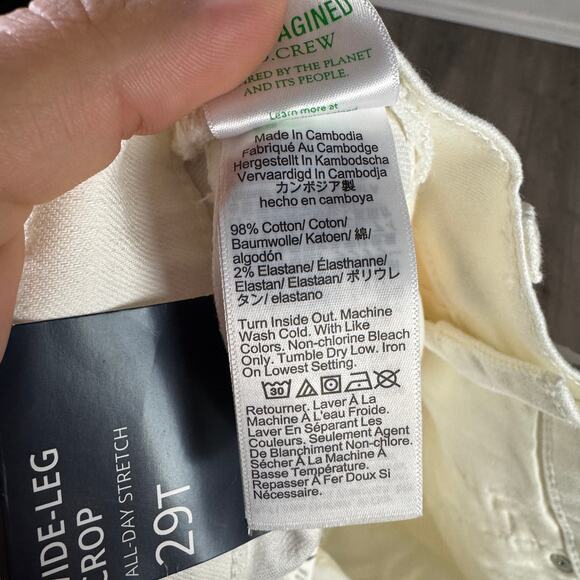 AGINED
J.CREW
RED BY THE PLANET
AND ITS PEOPLE.
Learn more at
Made In Cambodia
Fabriqué Au Cambodge
Hergestellt In Kambodscha
Vervaardigd In Cambodja
カンボジア製
hecho en camboya
98% Cotton/ Coton/
Baumwolle/ Katoen/ 綿/
algodón
2% Elastane/ Élasthanne/
Elastan/ Elastaan/ ポリウレ
タン/ elastano
Turn Inside Out. Machine
Wash Cold. With Like
Colors. Non-chlorine Bleach
Only. Tumble Dry Low. Iron
On Lowest Setting.
30
Retourner. Laver À La
Machine À L'eau Froide.
Laver En Séparant Les
Couleurs. Seulement Agent
De Blanchiment Non-chlore.
Sécher À La Machine À
Basse Température.
Repasser À Fer Doux Si
Nécessaire.
WIDE-LEG
CROP
ALL-DAY STRETCH
29T